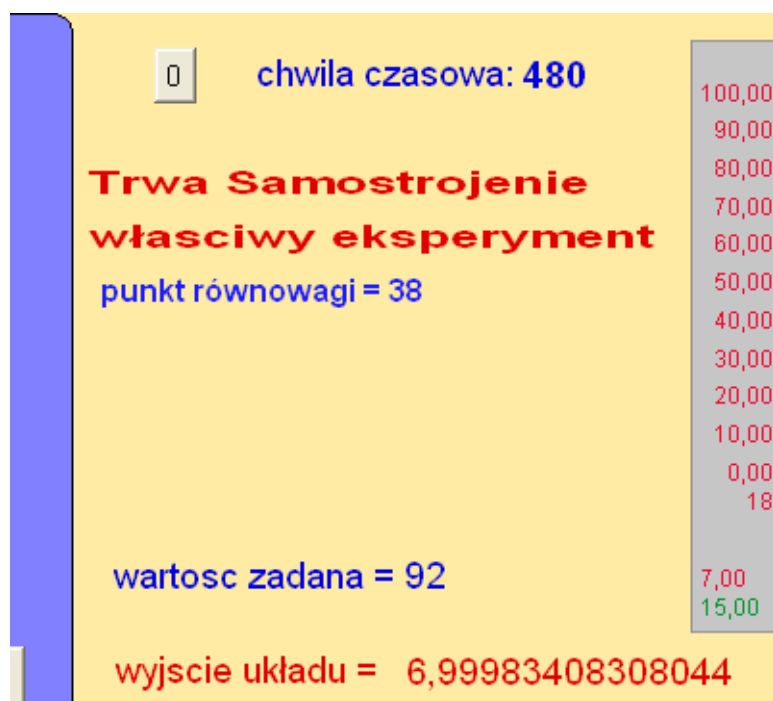 0
chwila czasowa: 480
100,00
90,00
Trwa Samostrojenie
80,00
70,00
własciwy eksperyment
60,00
punkt równowagi = 38
50,00
40,00
30,00
20,00
10,00
0,00
18
wartosc zadana = 92
7,00
15,00
wyjscie układu = 6,99983408308044